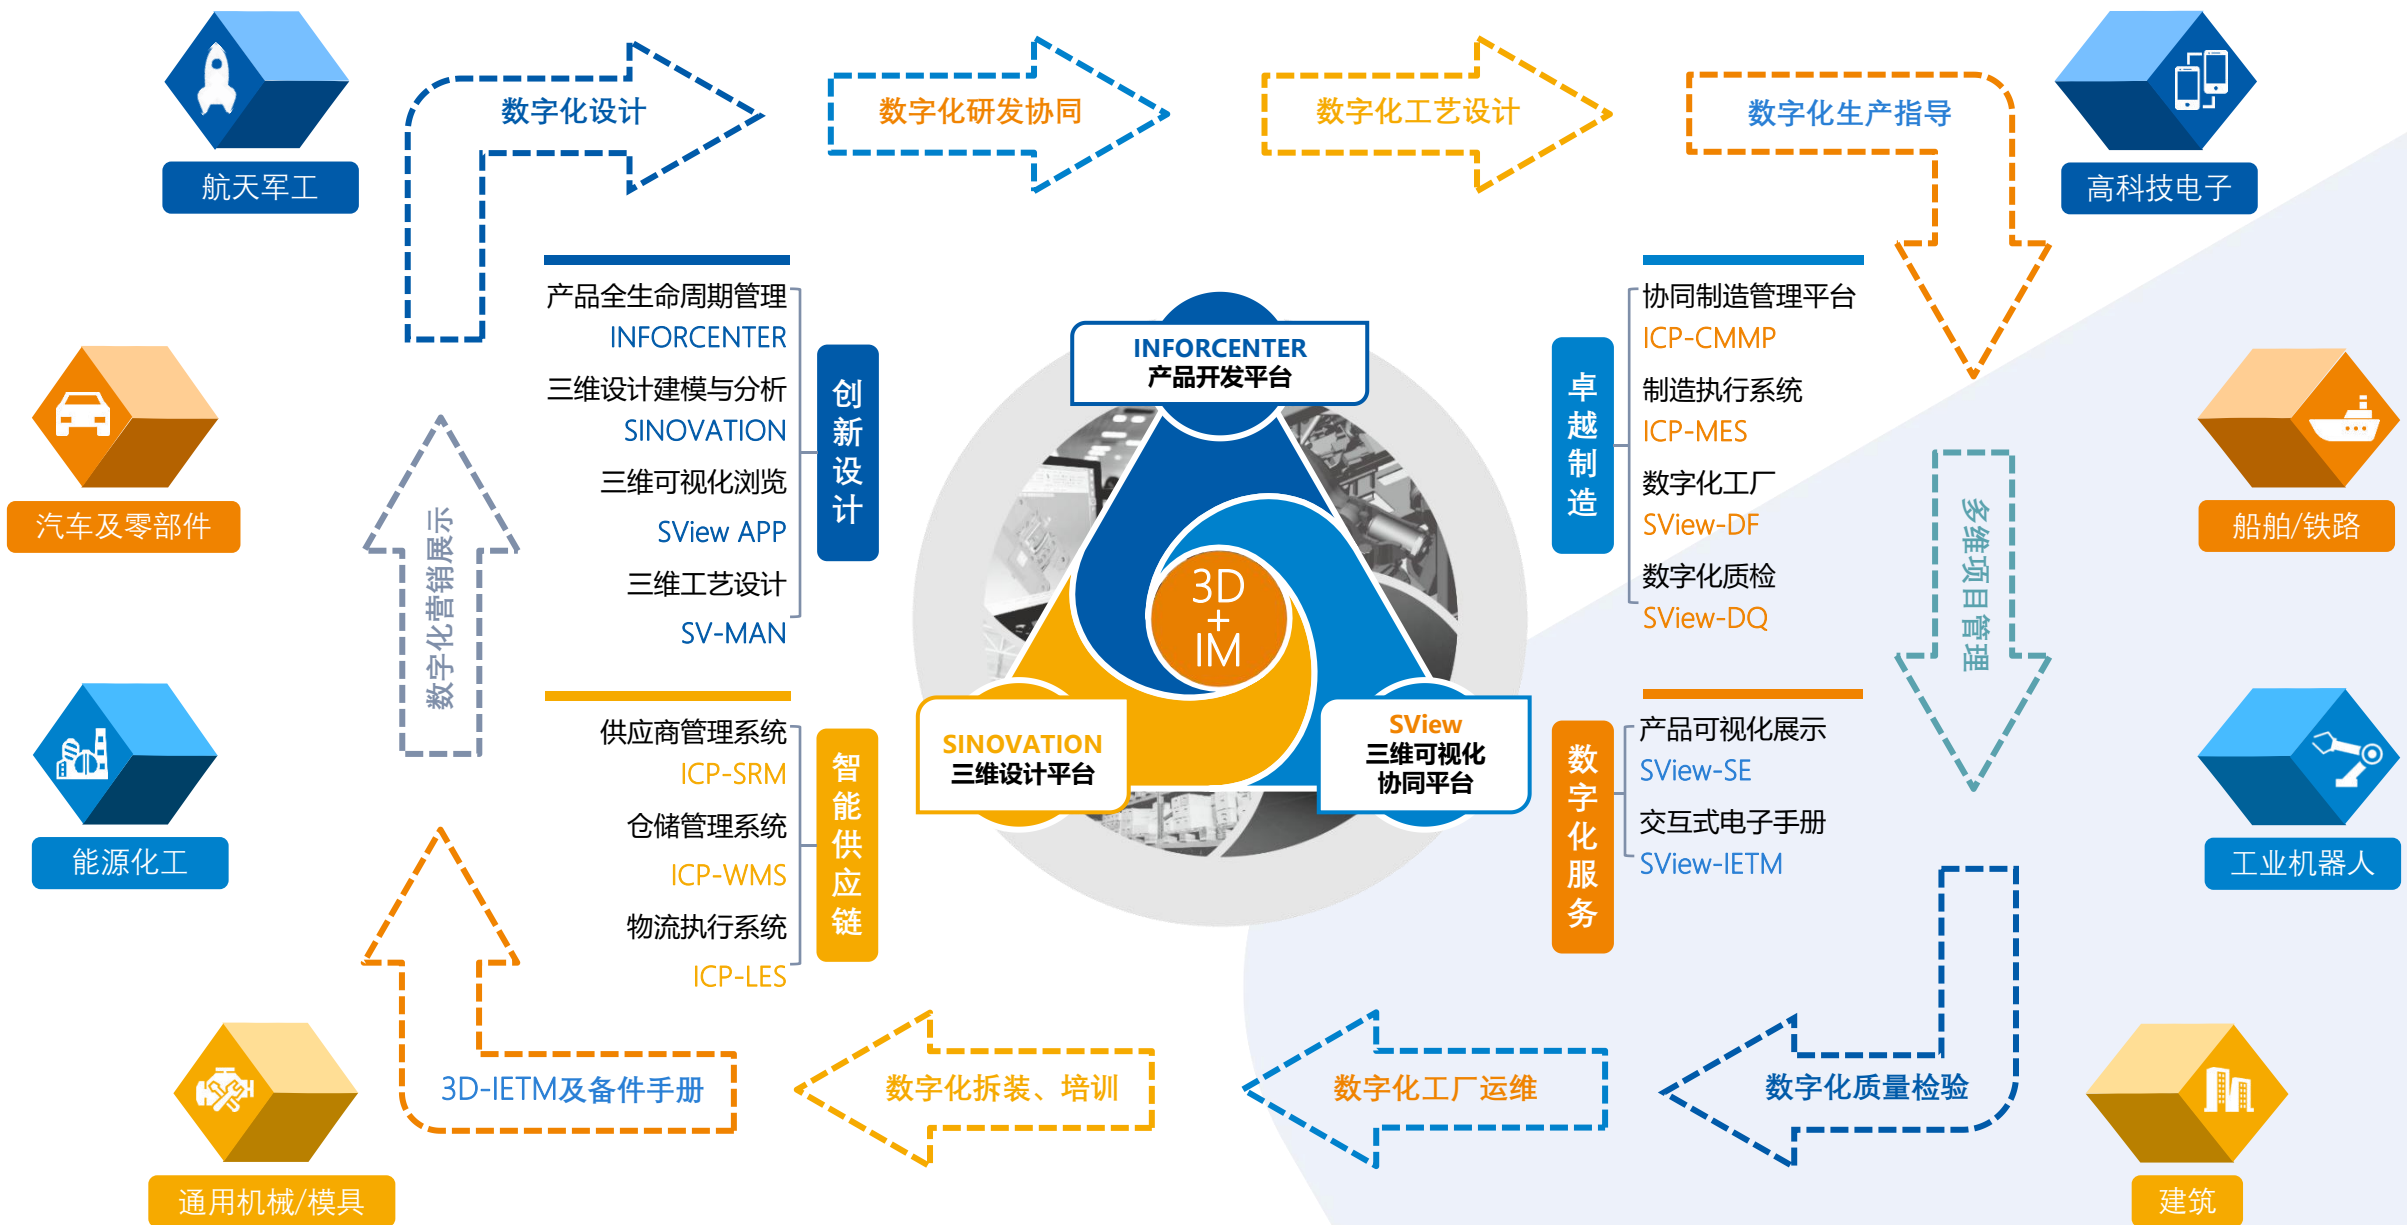 数字化设计
数字化研发协同
数字化工艺设计
数字化生产指导
航天军工
高科技电子
产品全生命周期管理
INFORCENTER
三维设计建模与分析
SINOVATION
三维可视化浏览
SView APP
三维工艺设计
SV-MAN
创新设计
INFORCENTER
产品开发平台
卓越制造
协同制造管理平台
ICP-CMMP
制造执行系统
ICP-MES
数字化工厂
SView-DF
数字化质检
SView-DQ
汽车及零部件
数字化营销展示
3D
+
IM
多维项目管理
船舶/铁路
供应商管理系统
ICP-SRM
仓储管理系统
ICP-WMS
物流执行系统
ICP-LES
智能供应链
SINOVATION
三维设计平台
SView
三维可视化
协同平台
数字化服务
产品可视化展示
SView-SE
交互式电子手册
SView-IETM
能源化工
工业机器人
3D-IETM及备件手册
数字化拆装、培训
数字化工厂运维
数字化质量检验
通用机械/模具
建筑